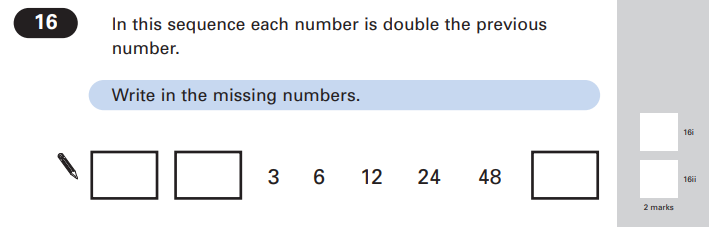 16
In this sequence each number is double the previous
number.
Write in the missing numbers.
3 6 12 24 48
16i
16ii
2 marks